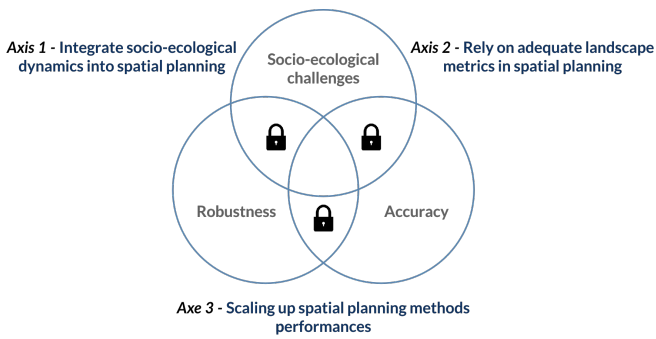 Axis 1 - Integrate socio-ecological
dynamics into spatial planning
Axis 2 - Rely on adequate landscape
metrics in spatial planning
Socio-ecological
challenges
Robustness
Accuracy
Axe 3 - Scaling up spatial planning methods
performances